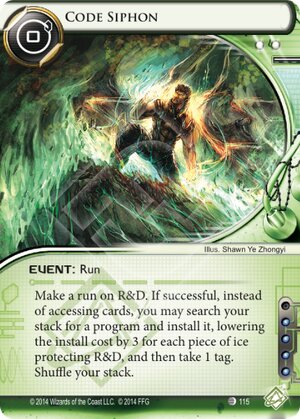 0
CODE SIPHON
Illus. Shawn Ye Zhongyi
EVENT: Run
Make a run on R&D. If successful, instead
of accessing cards, you may search your
stack for a program and install it, lowering
the install cost by 3 for each piece of ice
protecting R&D, and then take 1 tag.
Shuffle your stack.
© 2014 Wizards of the Coast LLC. © 2014 FFG
115